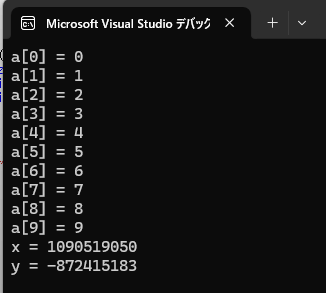 Microsoft Visual Studio デバッグ
a[0] = 0
a[1] = 1
a[2] = 2
a[3] = 3
a[4] = 4
a[5] = 5
a[6] = 6
a[7] = 7
a[8] = 8
a[9] = 9
x = 1090519050
y = -872415183